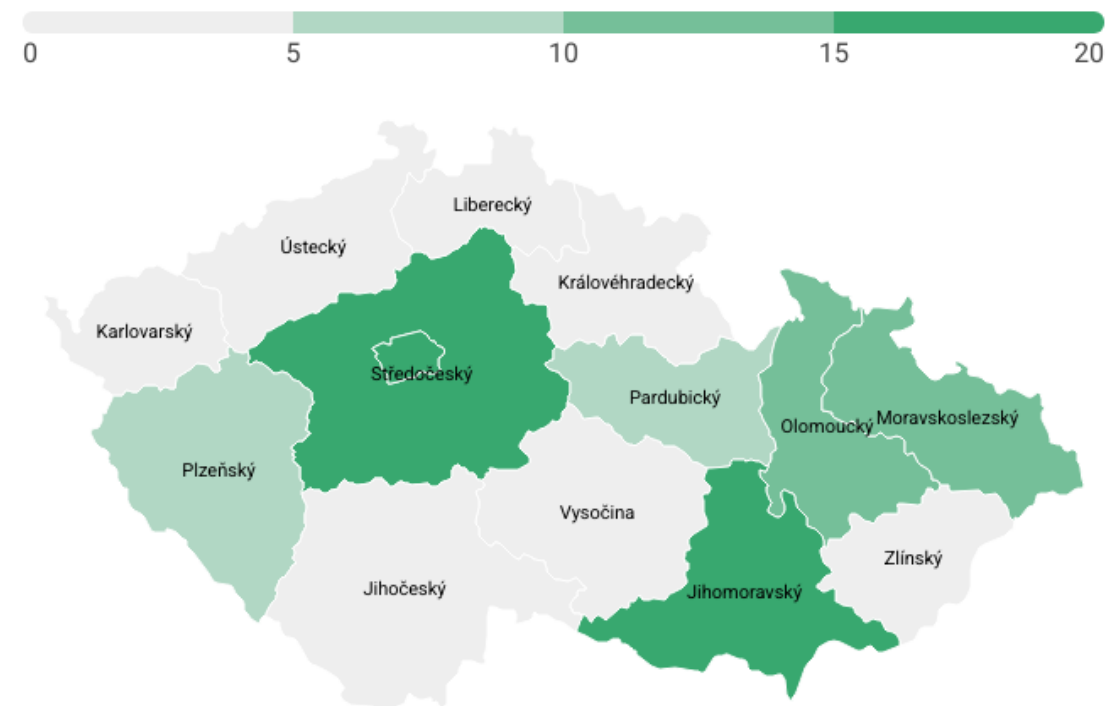 0 5 10 15 20
Liberecký
Ústecký
Královéhradecký
Karlovarský
Středočeský
Pardubický
Moravskoslezský
Olomoucký
Plzeňský
Vysočina
Zlínský
Jihočeský
Jihomoravský